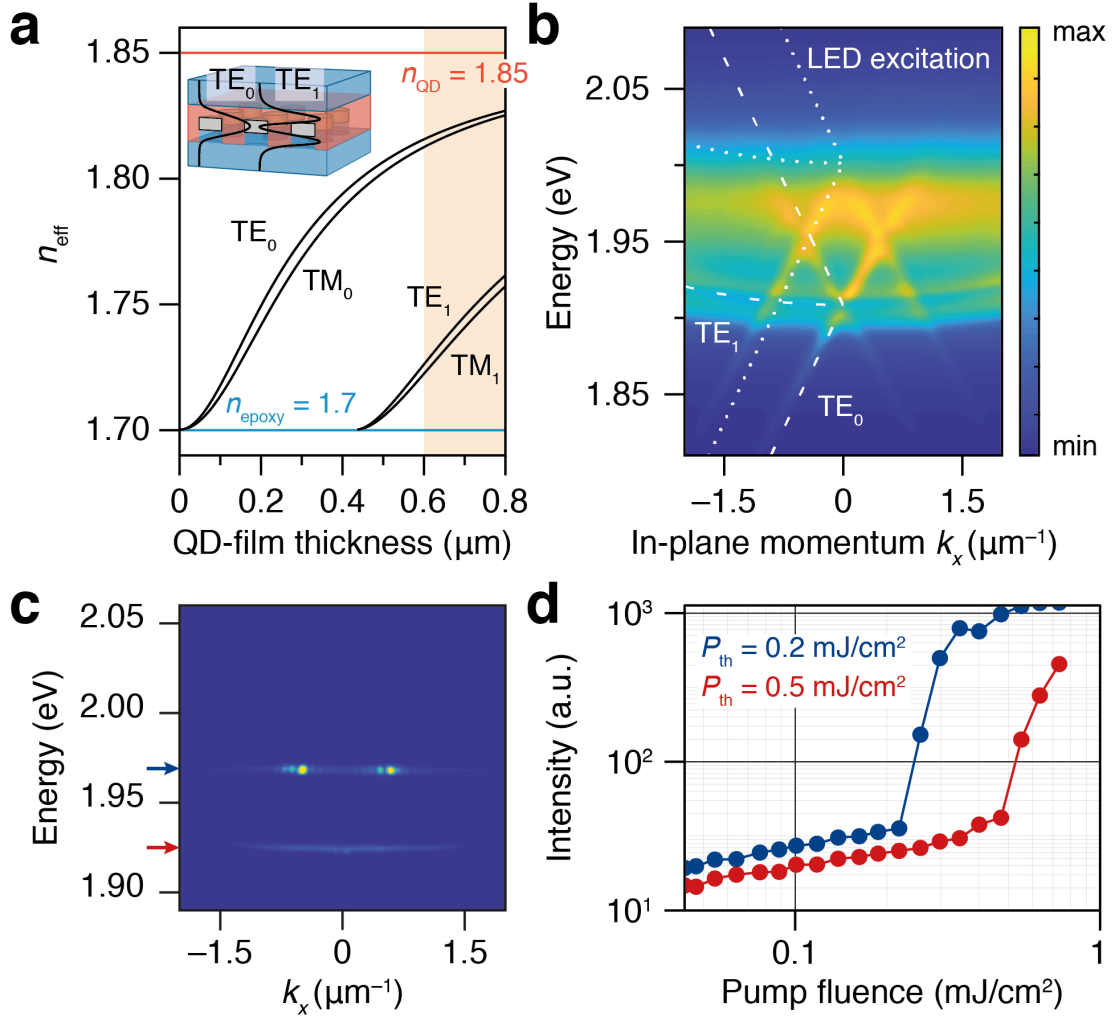 a
1.85
1.80
1.75
1.70
n_eff
TE₀ TE₁
n_QD = 1.85
TE₀
TM₀
TE₁
TM₁
n_epoxy = 1.7
0 0.2 0.4 0.6 0.8
QD-film thickness (μm)
b
LED excitation
2.05
1.95
1.85
Energy (eV)
TE₁
TE₀
−1.5 0 1.5
In-plane momentum kₓ (μm⁻¹)
max
min
c
2.05
2.00
1.95
1.90
Energy (eV)
−1.5 0 1.5
kₓ (μm⁻¹)
d
10³
10²
10¹
Intensity (a.u.)
P_th = 0.2 mJ/cm²
P_th = 0.5 mJ/cm²
0.1 1
Pump fluence (mJ/cm²)